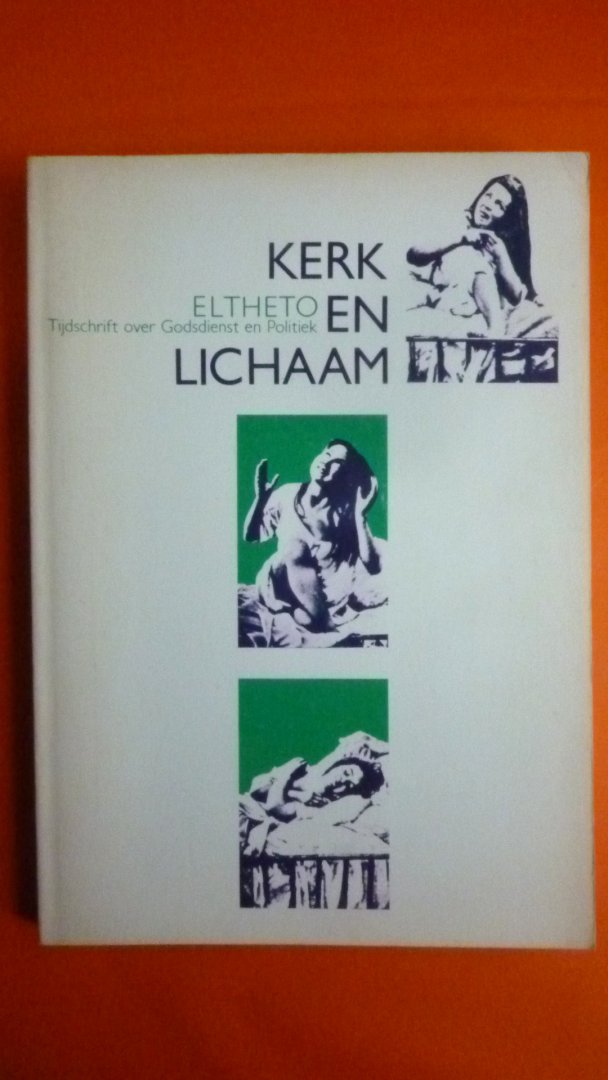 KERK
ELTHETO
Tijdschrift over Godsdienst en Politiek EN
LICHAAM